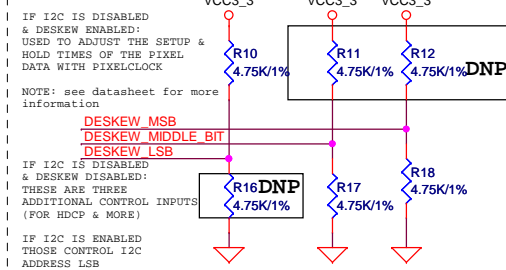 VCC3_3 VCC3_3 VCC3_3
IF I2C IS DISABLED
& DESKEW ENABLED:
USED TO ADJUST THE SETUP &
HOLD TIMES OF THE PIXEL
DATA WITH PIXELCLOCK
NOTE: see datasheet for more
information
R10
4.75K/1%
R11
4.75K/1%
R12
4.75K/1%
DNP
DESKEW_MSB
DESKEW_MIDDLE_BIT
DESKEW_LSB
IF I2C IS DISABLED
& DESKEW DISABLED:
THESE ARE THREE
ADDITIONAL CONTROL INPUTS
(FOR HDCP & MORE)
R16 DNP
4.75K/1%
R17
4.75K/1%
R18
4.75K/1%
IF I2C IS ENABLED
THOSE CONTROL I2C
ADDRESS LSB